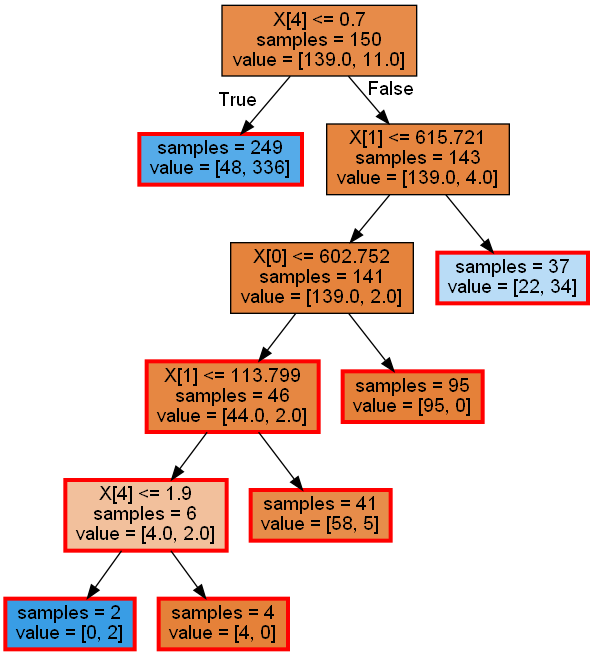 X[4] <= 0.7
samples = 150
value = [139.0, 11.0]
True
False
samples = 249
value = [48, 336]
X[1] <= 615.721
samples = 143
value = [139.0, 4.0]
X[0] <= 602.752
samples = 141
value = [139.0, 2.0]
samples = 37
value = [22, 34]
X[1] <= 113.799
samples = 46
value = [44.0, 2.0]
samples = 95
value = [95, 0]
X[4] <= 1.9
samples = 6
value = [4.0, 2.0]
samples = 41
value = [58, 5]
samples = 2
value = [0, 2]
samples = 4
value = [4, 0]